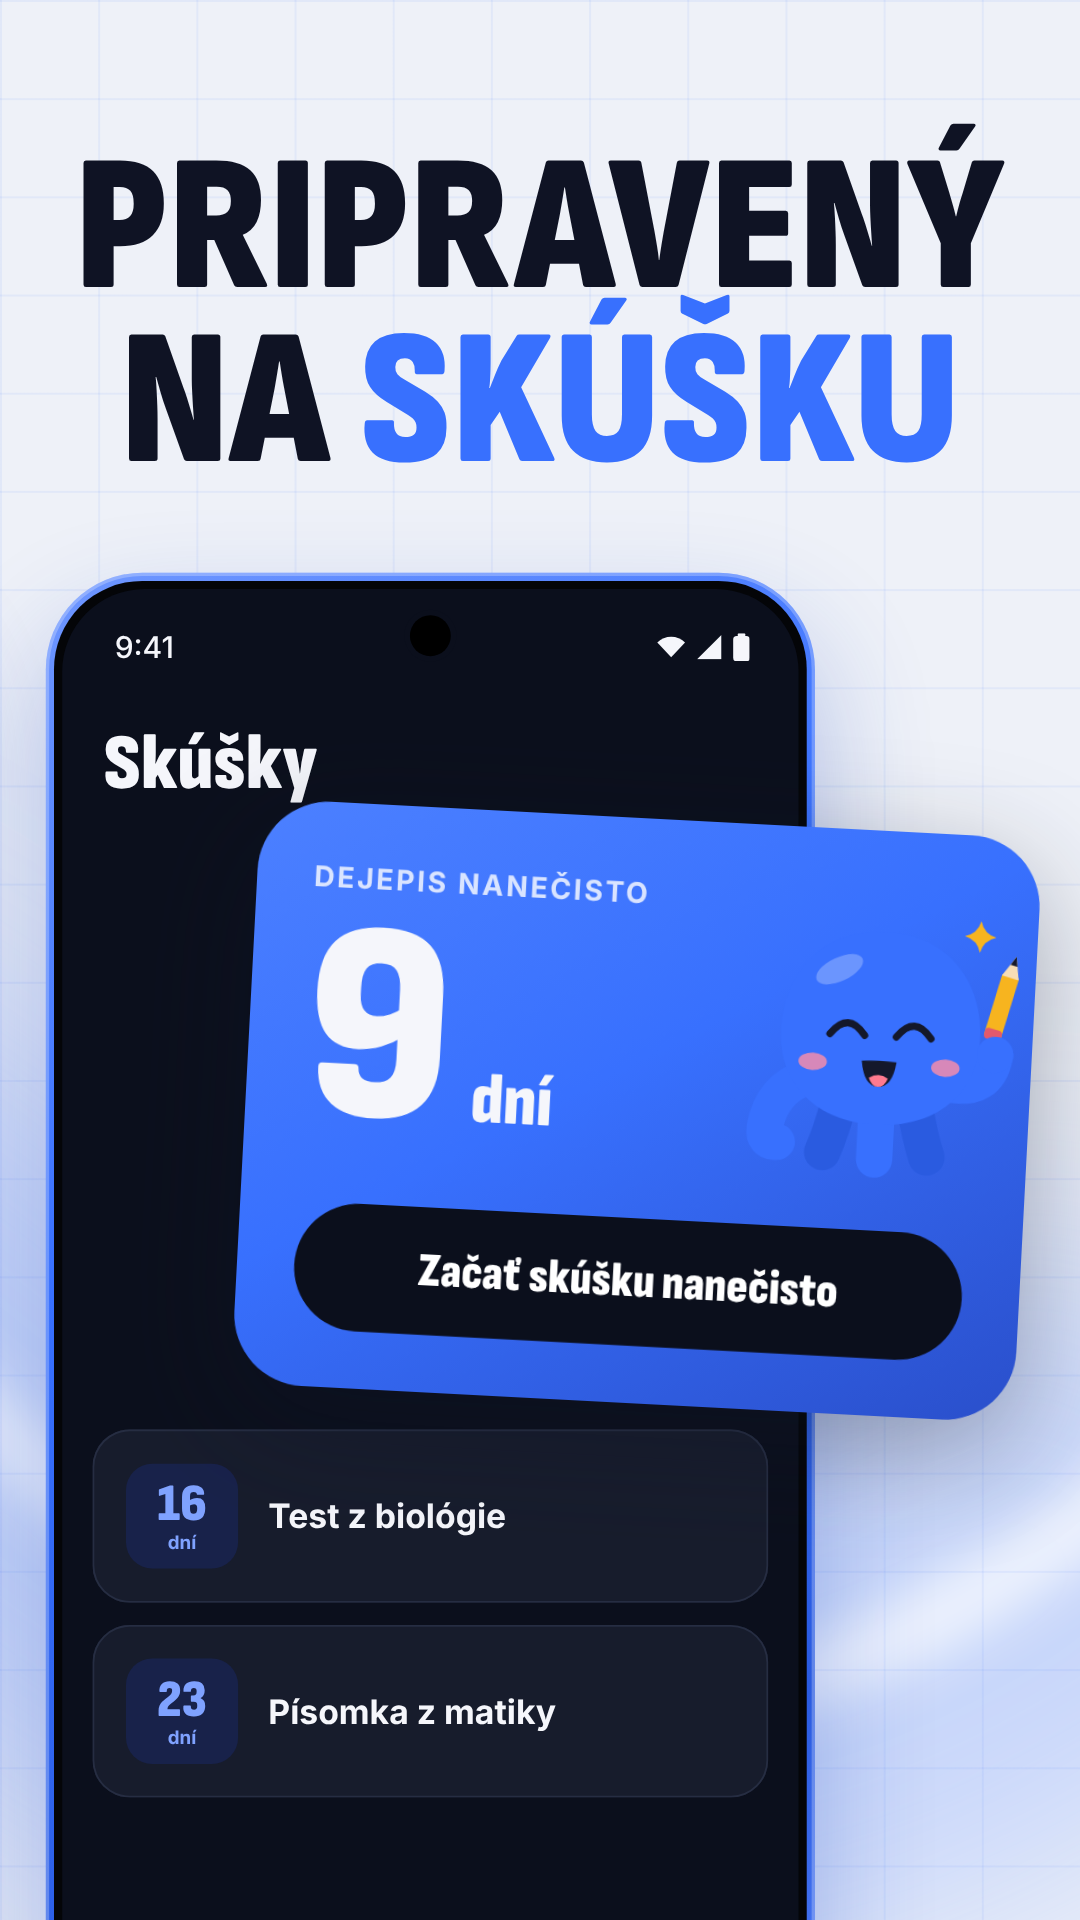 PRIPRAVENÝ
NA SKÚŠKU
9:41
Skúšky
DEJEPIS NANEČISTO
9 dní
Začať skúšku nanečisto
16
dní
Test z biológie
23
dní
Písomka z matiky